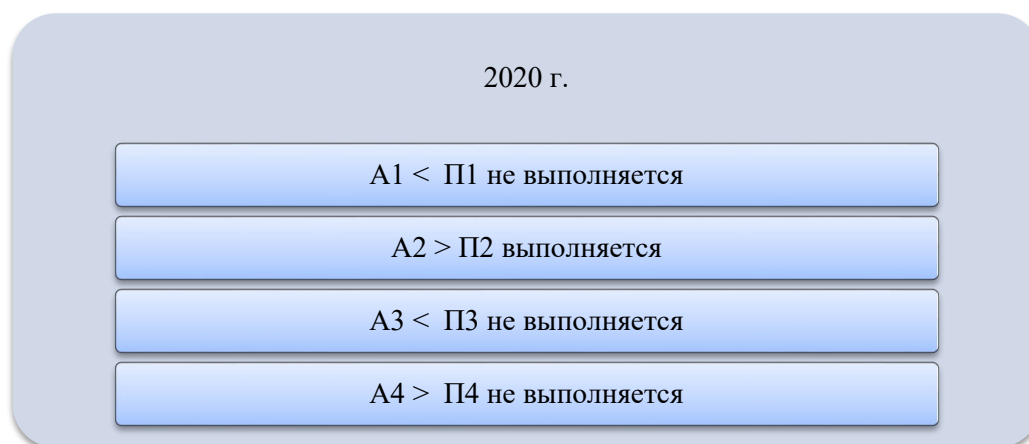 2020 г.
А1 < П1 не выполняется
А2 > П2 выполняется
А3 < П3 не выполняется
А4 > П4 не выполняется